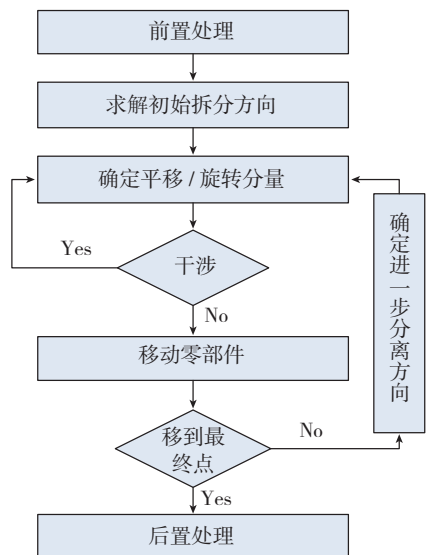 前置处理
求解初始拆分方向
确定平移 / 旋转分量
Yes
干涉
No
移动零部件
确定进一步分离方向
移到最
终点
No
Yes
后置处理